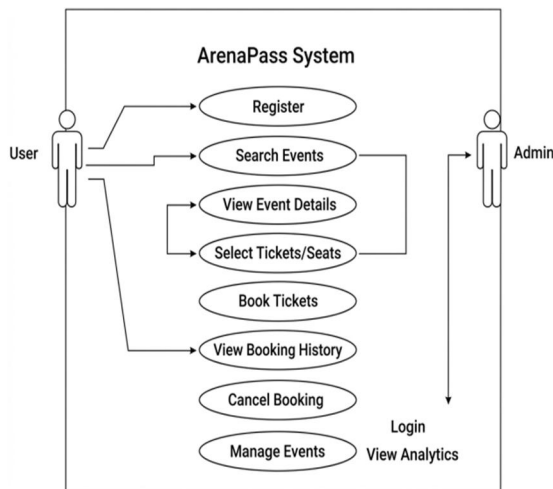 ArenaPass System
Register
User
Search Events
Admin
View Event Details
Select Tickets/Seats
Book Tickets
View Booking History
Cancel Booking
Login
Manage Events
View Analytics